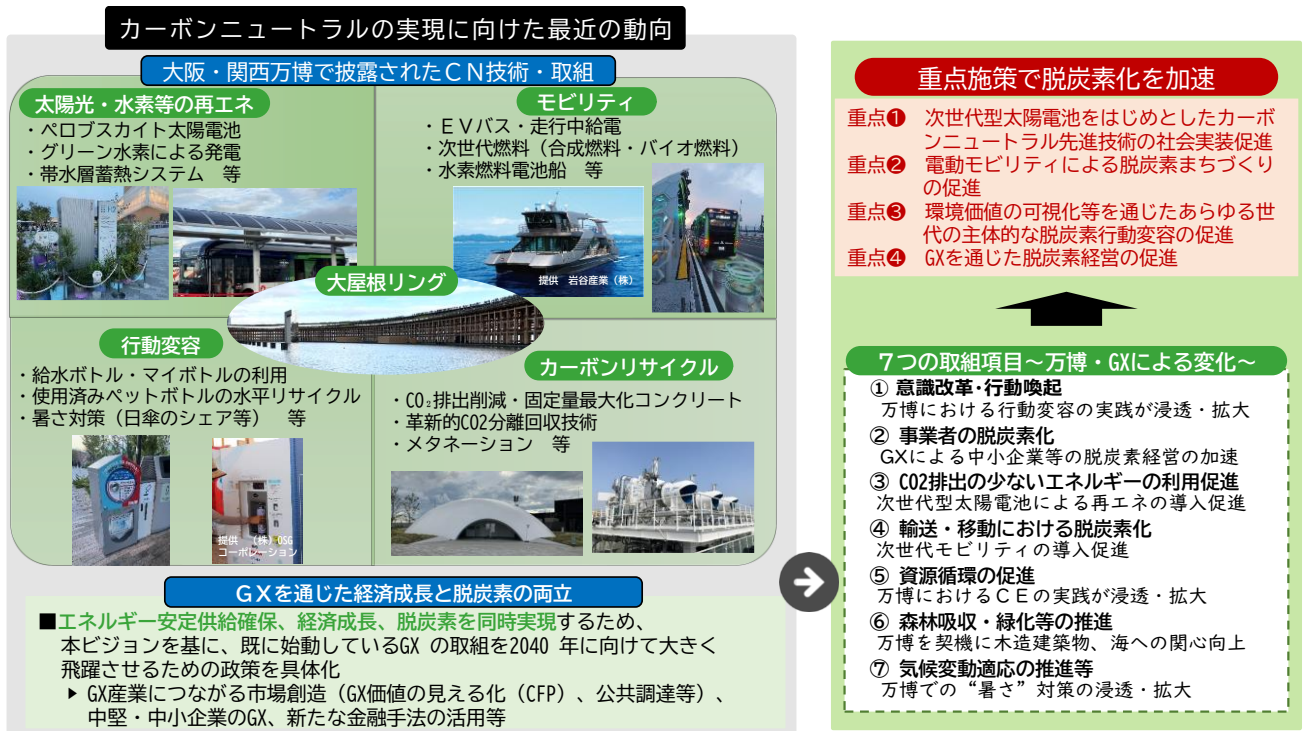 カーボンニュートラルの実現に向けた最近の動向
大阪・関西万博で披露されたＣＮ技術・取組
太陽光・水素等の再エネ
・ペロブスカイト太陽電池
・グリーン水素による発電
・帯水層蓄熱システム　等
モビリティ
・ＥＶバス・走行中給電
・次世代燃料（合成燃料・バイオ燃料）
・水素燃料電池船　等
提供　岩谷産業（株）
大屋根リング
行動変容
・給水ボトル・マイボトルの利用
・使用済みペットボトルの水平リサイクル
・暑さ対策（日傘のシェア等）　等
提供　（株）OSG
コーポレーション
カーボンリサイクル
・CO₂排出削減・固定量最大化コンクリート
・革新的CO2分離回収技術
・メタネーション　等
ＧＸを通じた経済成長と脱炭素の両立
■エネルギー安定供給確保、経済成長、脱炭素を同時実現するため、
本ビジョンを基に、既に始動しているGX の取組を2040 年に向けて大きく
飛躍させるための政策を具体化
▶ GX産業につながる市場創造（GX価値の見える化（CFP）、公共調達等）、
中堅・中小企業のGX、新たな金融手法の活用等
重点施策で脱炭素化を加速
重点❶　次世代型太陽電池をはじめとしたカーボ
ンニュートラル先進技術の社会実装促進
重点❷　電動モビリティによる脱炭素まちづくり
の促進
重点❸　環境価値の可視化等を通じたあらゆる世
代の主体的な脱炭素行動変容の促進
重点❹　GXを通じた脱炭素経営の促進
７つの取組項目～万博・GXによる変化～
① 意識改革・行動喚起
万博における行動変容の実践が浸透・拡大
② 事業者の脱炭素化
GXによる中小企業等の脱炭素経営の加速
③ CO2排出の少ないエネルギーの利用促進
次世代型太陽電池による再エネの導入促進
④ 輸送・移動における脱炭素化
次世代モビリティの導入促進
⑤ 資源循環の促進
万博におけるＣＥの実践が浸透・拡大
⑥ 森林吸収・緑化等の推進
万博を契機に木造建築物、海への関心向上
⑦ 気候変動適応の推進等
万博での“暑さ”対策の浸透・拡大